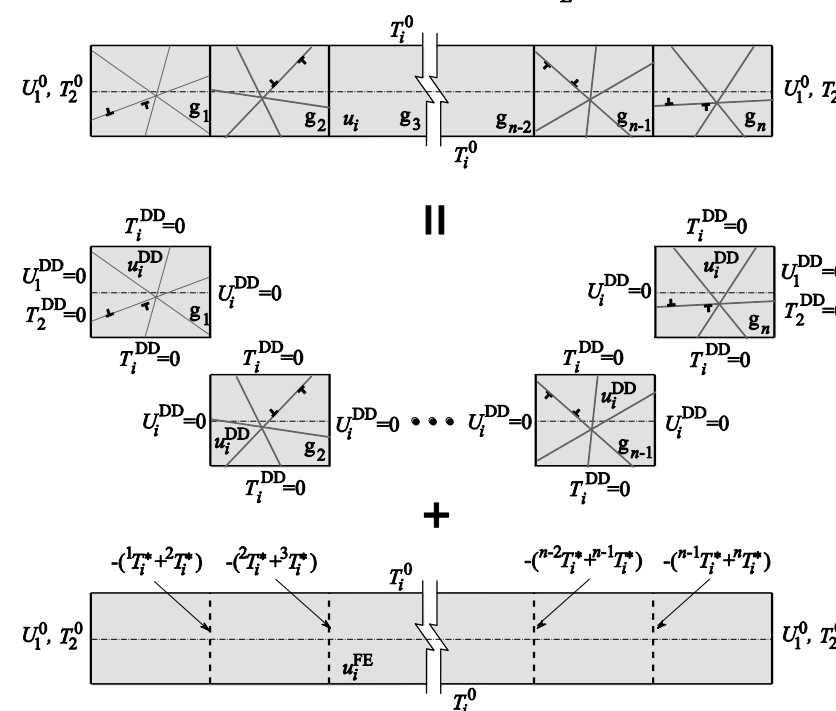 T_i^0
U_1^0, T_2^0 g_1 g_2 u_i g_3 g_{n-2} g_{n-1} g_n U_1^0, T_2
T_i^0
=
T_i^{DD}=0 T_i^{DD}=0
U_1^{DD}=0 u_i^{DD} U_i^{DD}=0 U_i^{DD}=0 u_i^{DD} U_1^{DD}=
T_2^{DD}=0 g_1 g_n T_2^{DD}=
T_i^{DD}=0 T_i^{DD}=0 T_i^{DD}=0 T_i^{DD}=0
U_i^{DD}=0 u_i^{DD} g_2 U_i^{DD}=0 ••• U_i^{DD}=0 u_i^{DD} g_{n-1} U_i^{DD}=0
T_i^{DD}=0 T_i^{DD}=0
+
-(^1T_i^*+^2T_i^*) -(^2T_i^*+^3T_i^*) -(^{n-2}T_i^*+^{n-1}T_i^*) -(^{n-1}T_i^*+^nT_i^*)
T_i^0
U_1^0, T_2^0 u_i^{FE} U_1^0, T_2
T_i^0